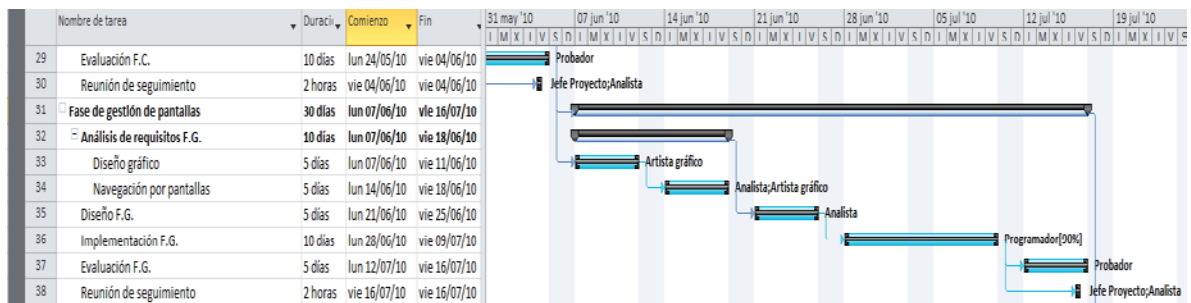 Nombre de tarea Duració Comienzo Fin 31 may '10 07 jun '10 14 jun '10 21 jun '10 28 jun '10 05 jul '10 12 jul '10 19 jul '10
L M X J V S D L M X J V S D L M X J V S D L M X J V S D L M X J V S D L M X J V S D L M X J V S D L M X J V S
29 Evaluación F.C. 10 días lun 24/05/10 vie 04/06/10 Probador
30 Reunión de seguimiento 2 horas vie 04/06/10 vie 04/06/10 Jefe Proyecto;Analista
31 Fase de gestión de pantallas 30 días lun 07/06/10 vie 16/07/10
32 Análisis de requisitos F.G. 10 días lun 07/06/10 vie 18/06/10
33 Diseño gráfico 5 días lun 07/06/10 vie 11/06/10 Artista gráfico
34 Navegación por pantallas 5 días lun 14/06/10 vie 18/06/10 Analista;Artista gráfico
35 Diseño F.G. 5 días lun 21/06/10 vie 25/06/10 Analista
36 Implementación F.G. 10 días lun 28/06/10 vie 09/07/10 Programador[90%]
37 Evaluación F.G. 5 días lun 12/07/10 vie 16/07/10 Probador
38 Reunión de seguimiento 2 horas vie 16/07/10 vie 16/07/10 Jefe Proyecto;Analista